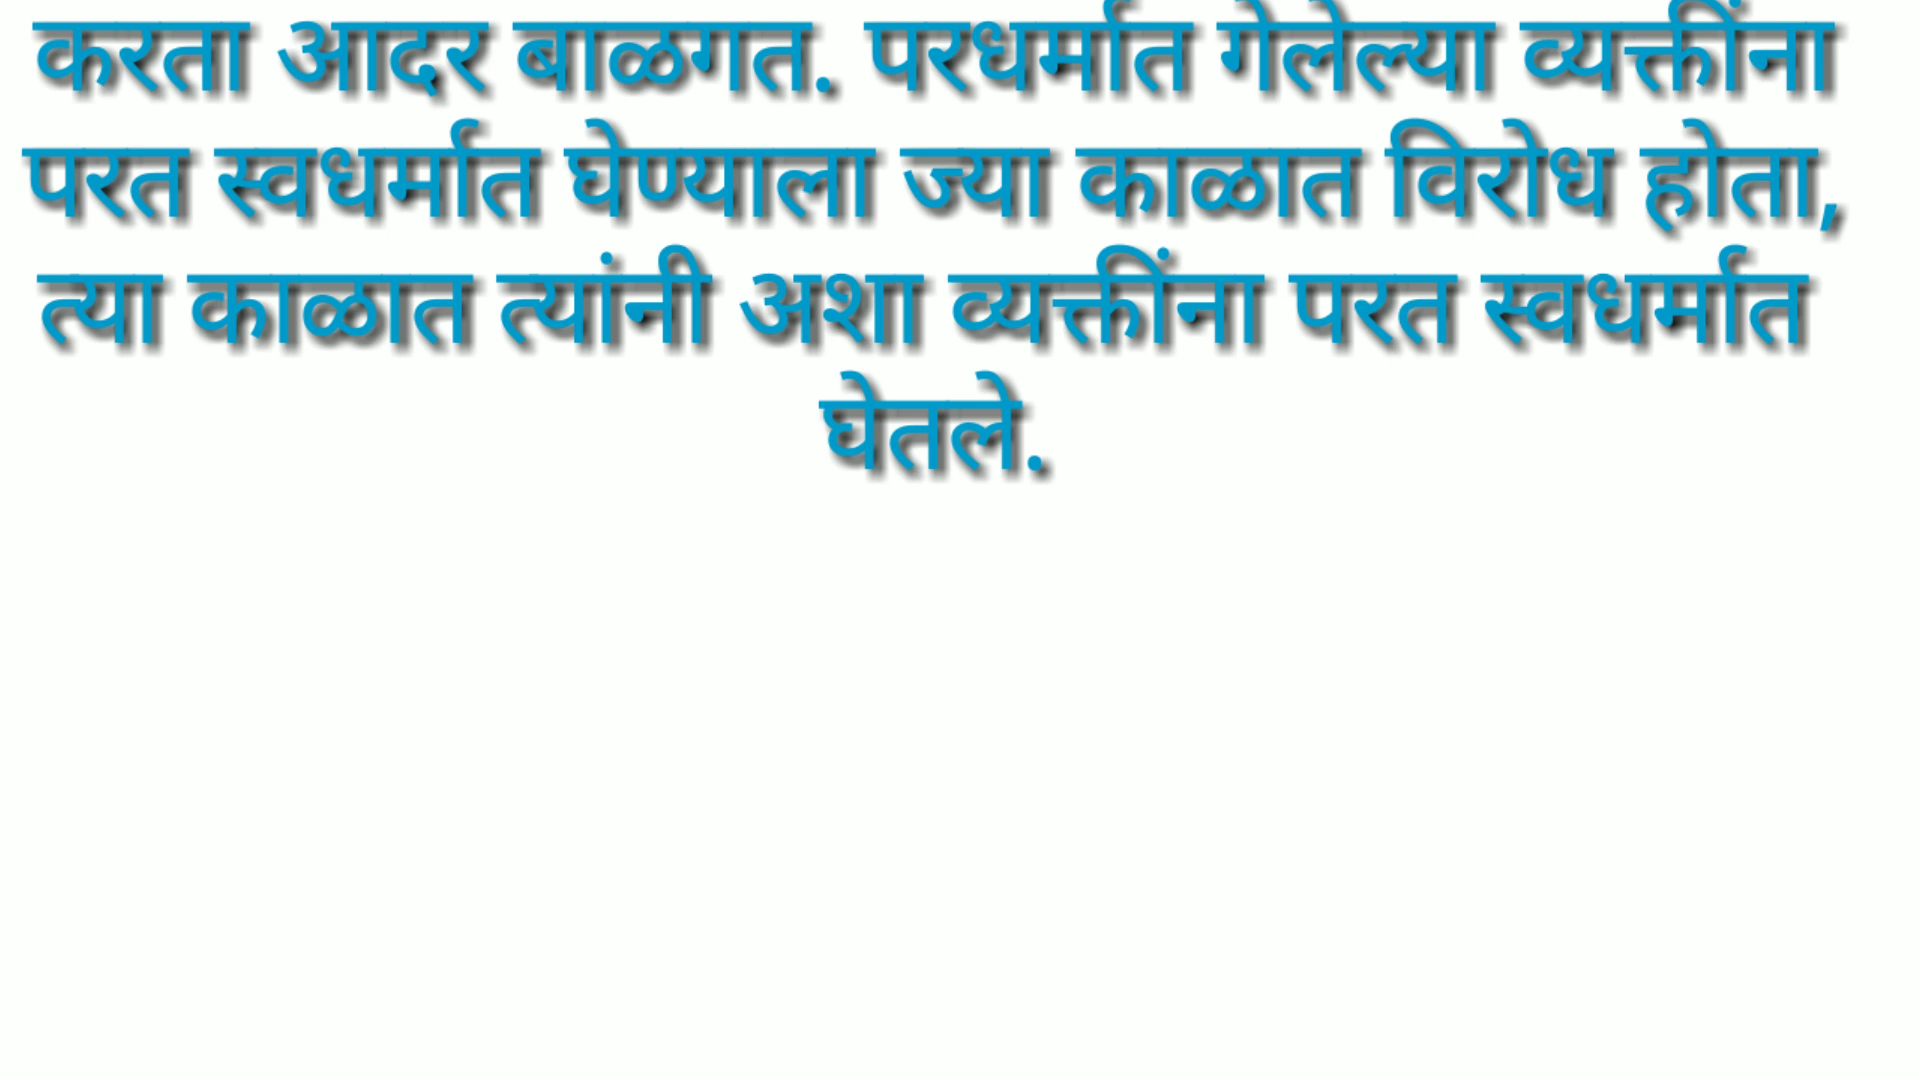 करता आदर बाळगत. परधर्मात गेलेल्या व्यक्तींना
परत स्वधर्मात घेण्याला ज्या काळात विरोध होता,
त्या काळात त्यांनी अशा व्यक्तींना परत स्वधर्मात
घेतले.